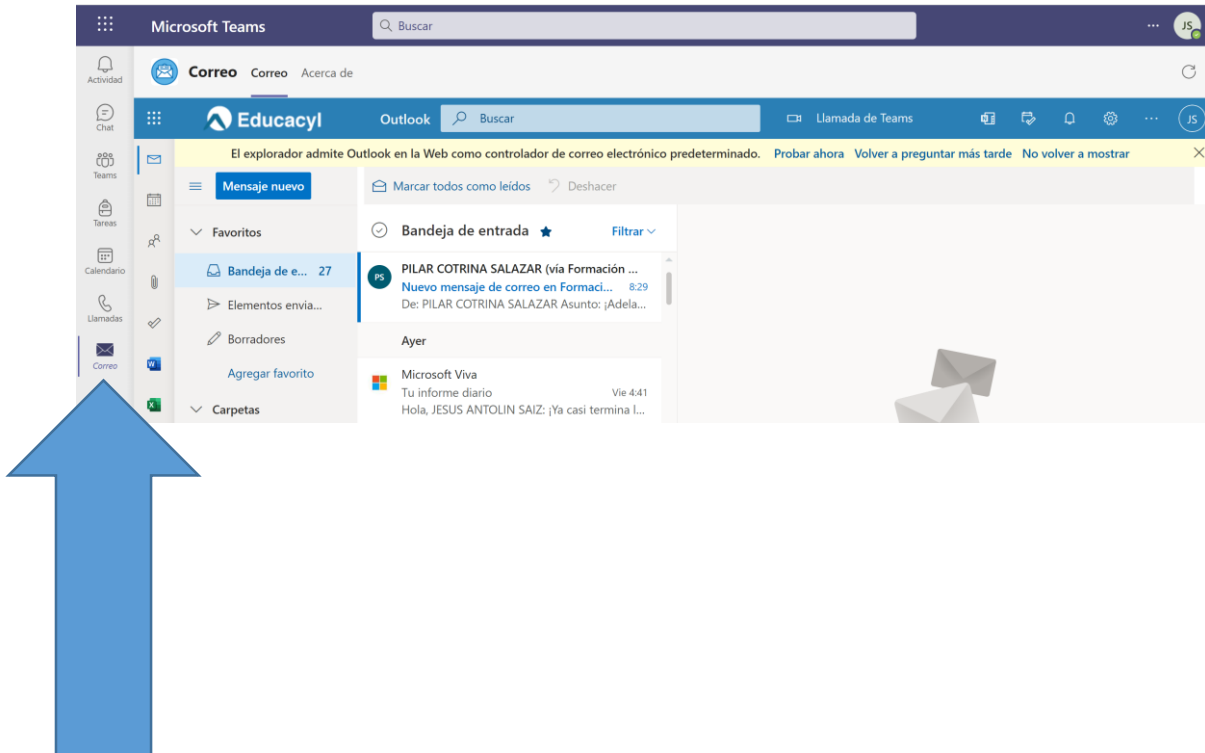 Microsoft Teams
Buscar
JS
Actividad
Chat
Teams
Tareas
Calendario
Llamadas
Correo
Correo Correo Acerca de
Educacyl Outlook Buscar Llamada de Teams JS
El explorador admite Outlook en la Web como controlador de correo electrónico predeterminado. Probar ahora Volver a preguntar más tarde No volver a mostrar
Mensaje nuevo Marcar todos como leídos Deshacer
Favoritos
Bandeja de e... 27
Elementos envia...
Borradores
Agregar favorito
Carpetas
Bandeja de entrada Filtrar
PS
PILAR COTRINA SALAZAR (vía Formación ...
Nuevo mensaje de correo en Formaci... 8:29
De: PILAR COTRINA SALAZAR Asunto: ¡Adela...
Ayer
Microsoft Viva
Tu informe diario Vie 4:41
Hola, JESUS ANTOLIN SAIZ: ¡Ya casi termina l...